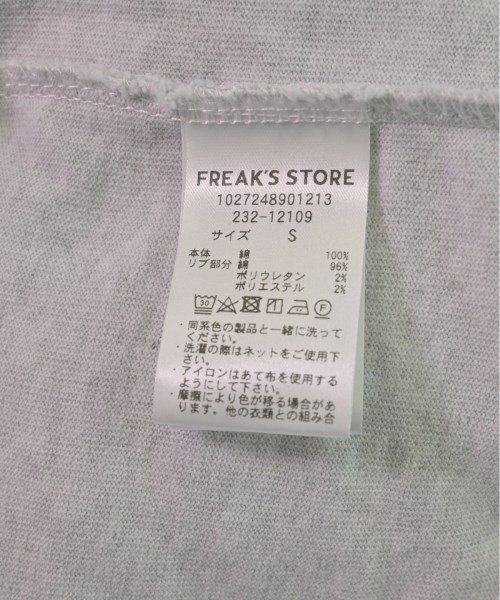 FREAK'S STORE
1027248901213
232-12109
サイズ S
本体 綿 100%
リブ部分 綿 96%
ポリウレタン 2%
ポリエステル 2%
30 F
・同系色の製品と一緒に洗って
ください。
・洗濯の際はネットをご使用下
さい。
・アイロンはあて布を使用する
ようにして下さい。
・摩擦により色が移る場合があ
ります。他の衣類との組み合